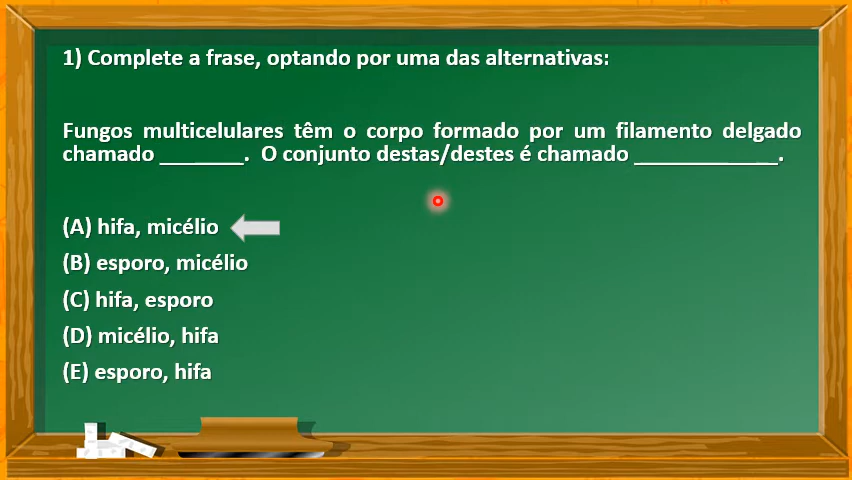 1) Complete a frase, optando por uma das alternativas:
Fungos multicelulares têm o corpo formado por um filamento delgado
chamado _______. O conjunto destas/destes é chamado ____________.
(A) hifa, micélio
(B) esporo, micélio
(C) hifa, esporo
(D) micélio, hifa
(E) esporo, hifa